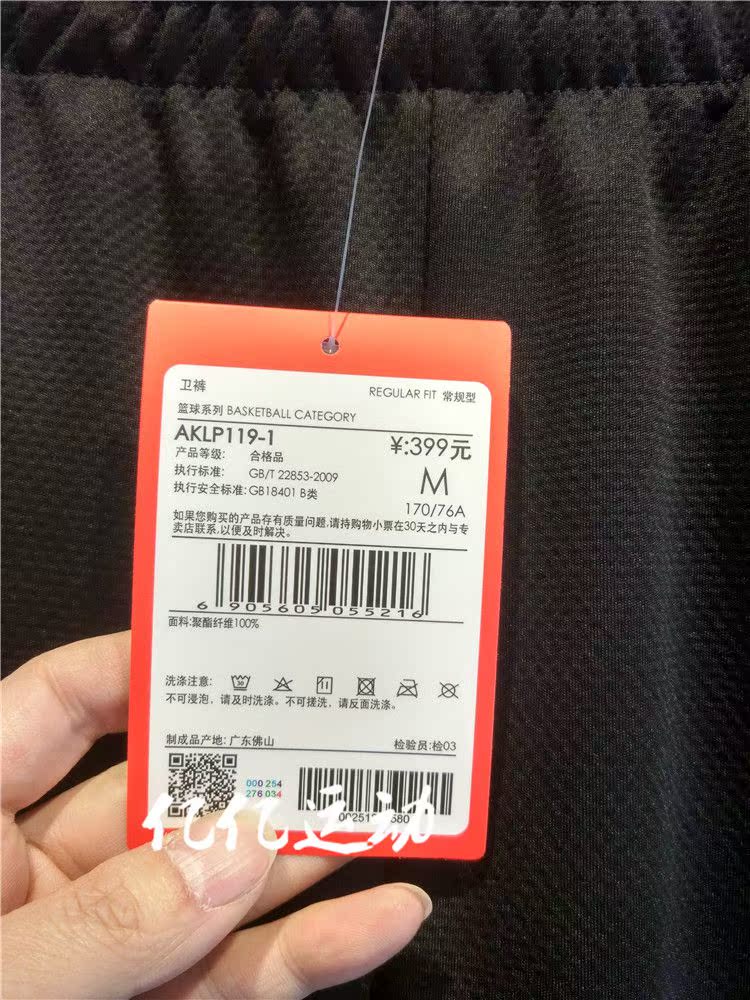 卫裤
REGULAR FIT 常规型
篮球系列 BASKETBALL CATEGORY
AKLP119-1
¥:399元
产品等级: 合格品
执行标准: GB/T 22853-2009
M
执行安全标准:GB18401 B类
170/76A
如果您购买的产品存有质量问题,请持购物小票在30天之内与专
卖店联系,以便及时解决。
6 905605 055216
面料:聚酯纤维100%
洗涤注意:
不可浸泡，请及时洗涤。不可搓洗，请反面洗涤。
制成品产地: 广东佛山
检验员:检03
000 254
276 034
亿亿运动